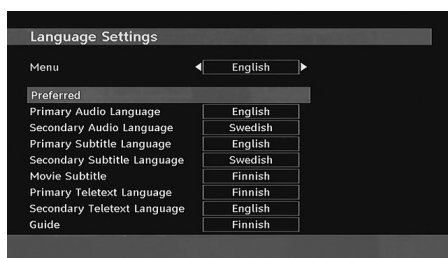 Language Settings
Menu English
Preferred
Primary Audio Language English
Secondary Audio Language Swedish
Primary Subtitle Language English
Secondary Subtitle Language Swedish
Movie Subtitle Finnish
Primary Teletext Language Finnish
Secondary Teletext Language English
Guide Finnish